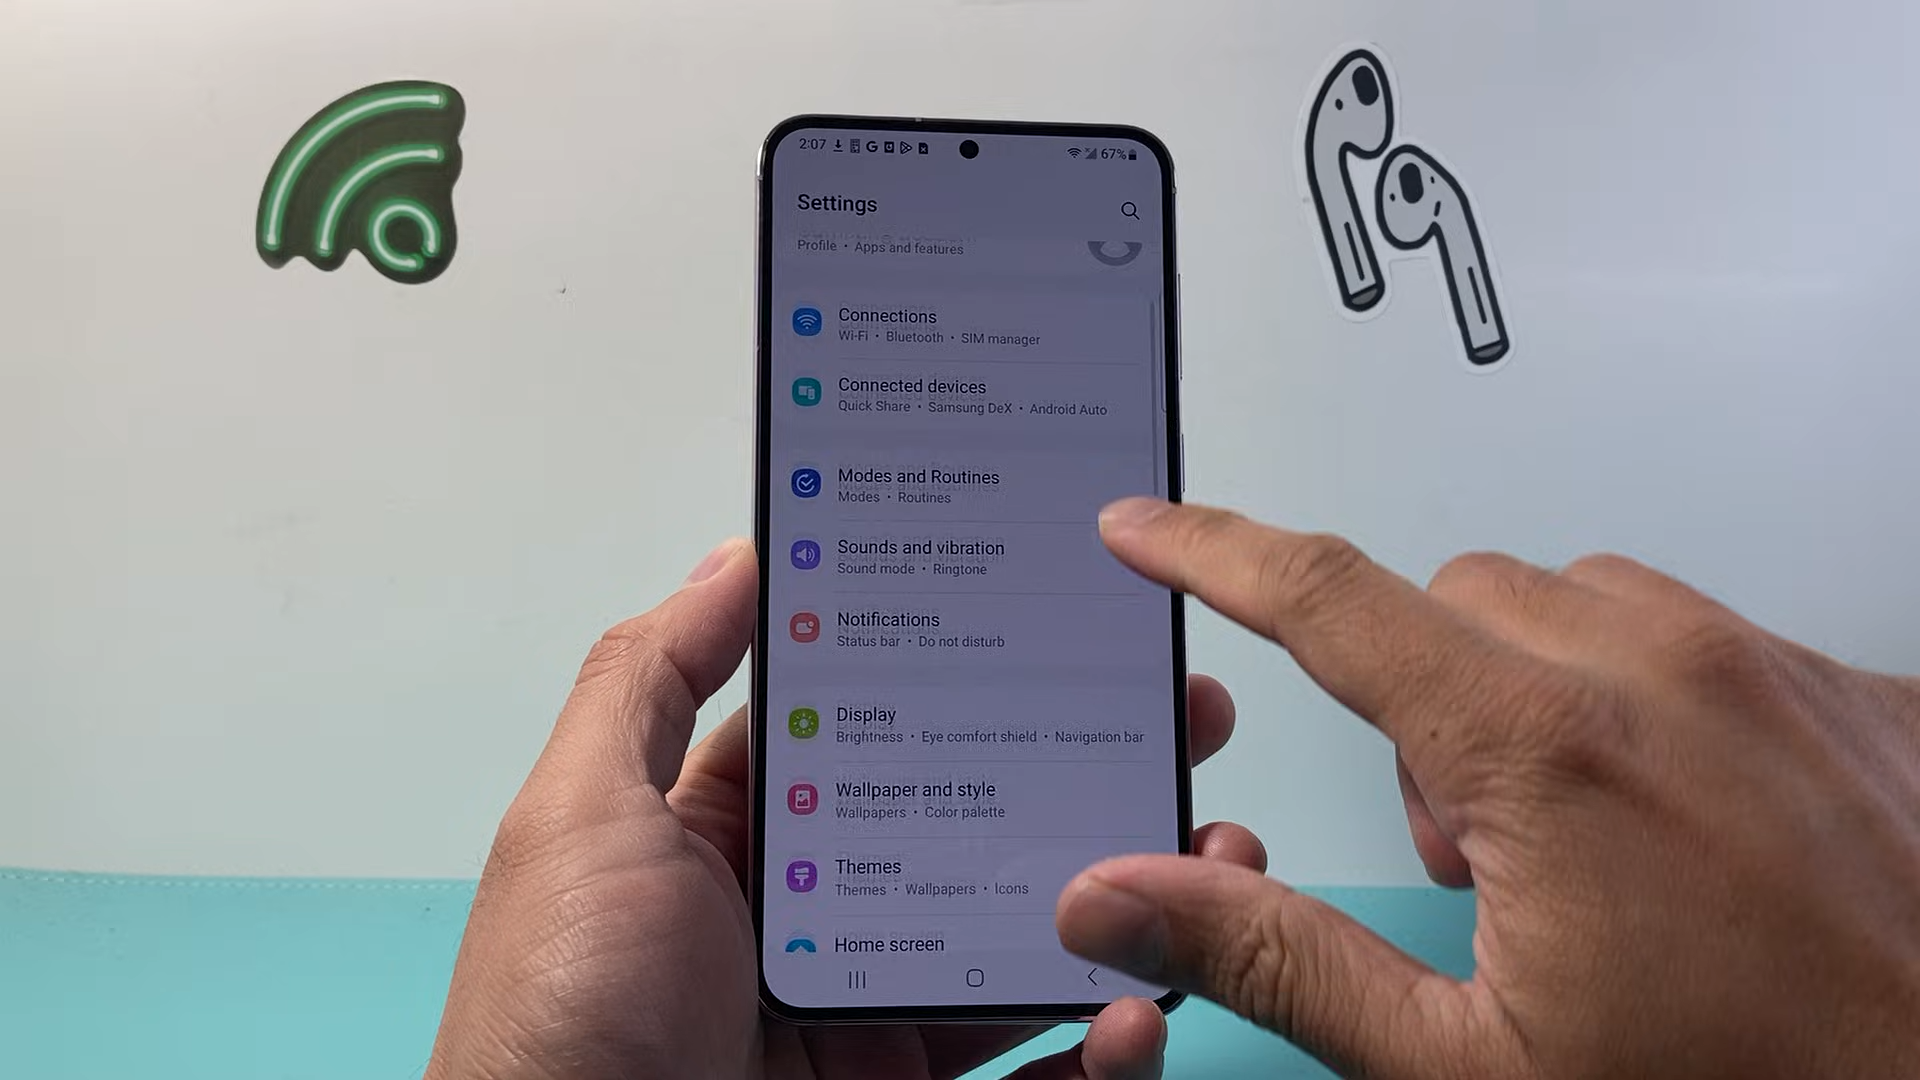 2:07
67%
Settings
Profile • Apps and features
Connections
Wi-Fi • Bluetooth • SIM manager
Connected devices
Quick Share • Samsung DeX • Android Auto
Modes and Routines
Modes • Routines
Sounds and vibration
Sound mode • Ringtone
Notifications
Status bar • Do not disturb
Display
Brightness • Eye comfort shield • Navigation bar
Wallpaper and style
Wallpapers • Color palette
Themes
Themes • Wallpapers • Icons
Home screen